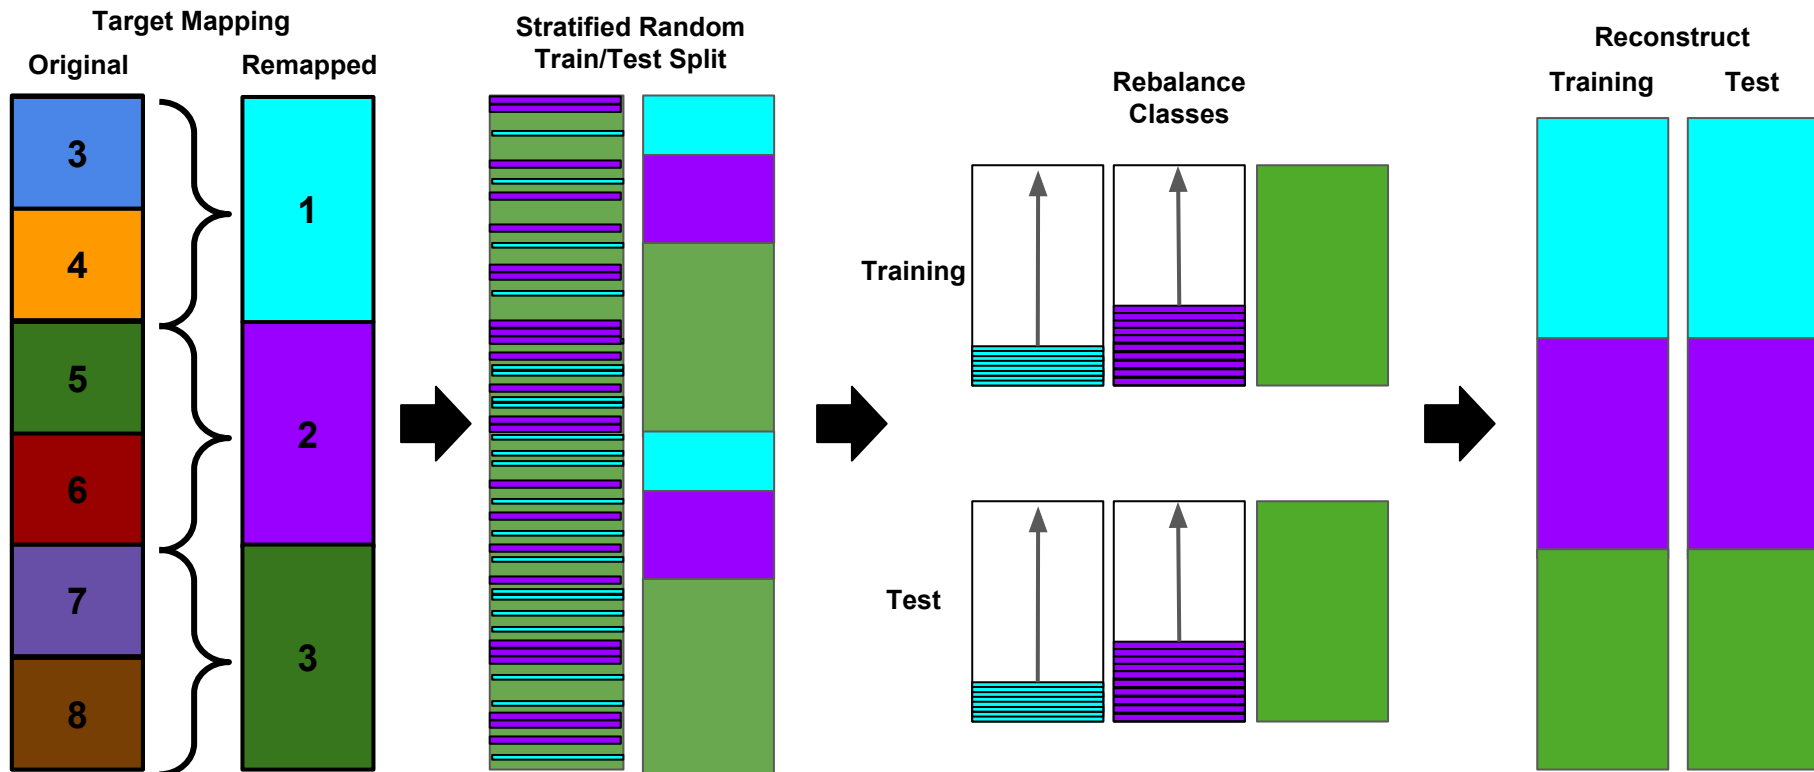 Target Mapping
Original
Remapped
3
4
5
6
7
8
1
2
3
Stratified Random
Train/Test Split
Rebalance
Classes
Training
Test
Reconstruct
Training
Test